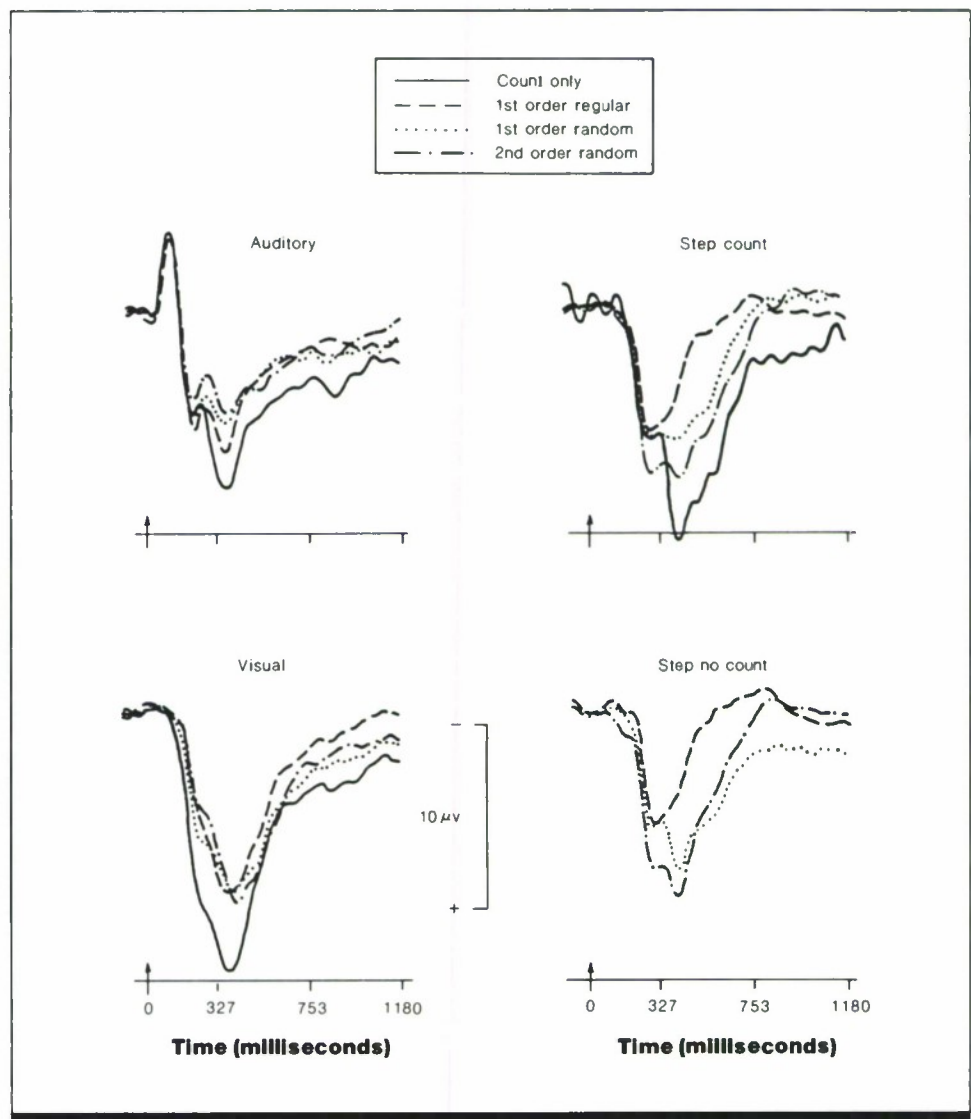 Count only
1st order regular
1st order random
2nd order random
Auditory
Step count
Visual
Step no count
−
10 μv
+
0 327 753 1180
0 327 753 1180
Time (milliseconds)
Time (milliseconds)